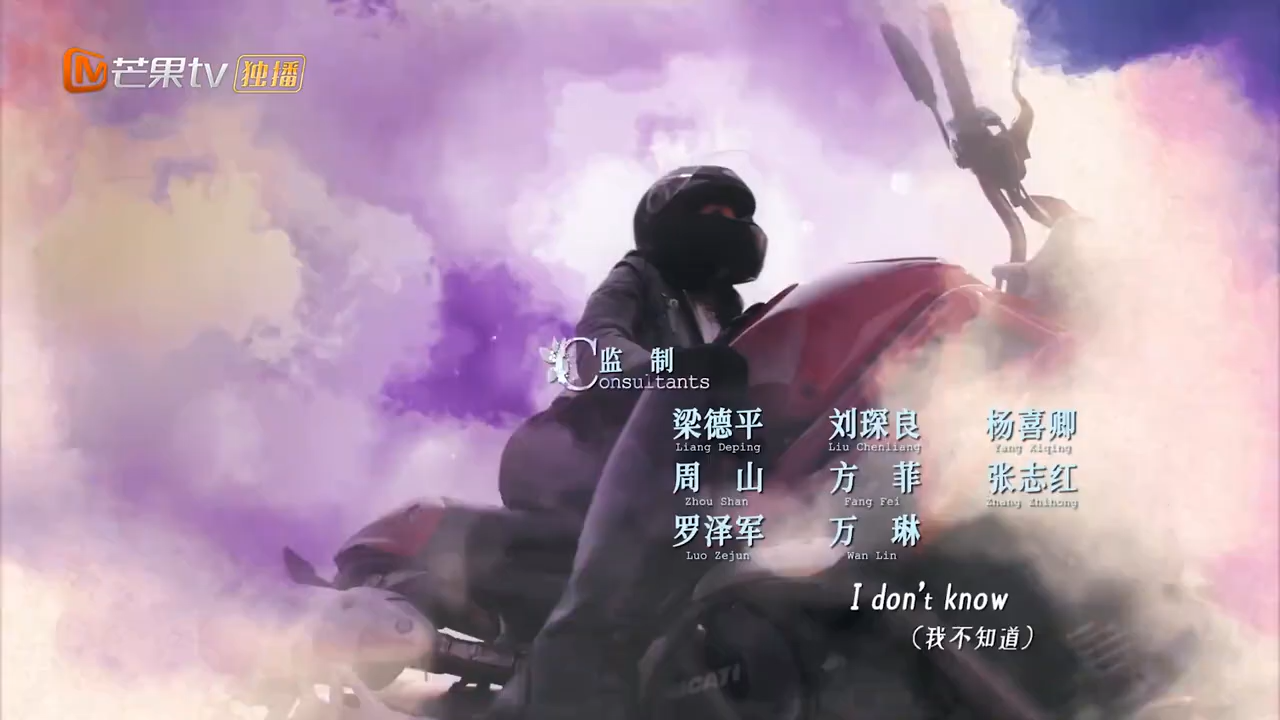 芒果tv 独播
监 制
Consultants
梁德平 刘琛良 杨喜卿
Liang Deping Liu Chenliang Yang Xiqing
周 山 方 菲 张志红
Zhou Shan Fang Fei Zhang Zhihong
罗泽军 万 琳
Luo Zejun Wan Lin
I don't know
（我不知道）
CATI